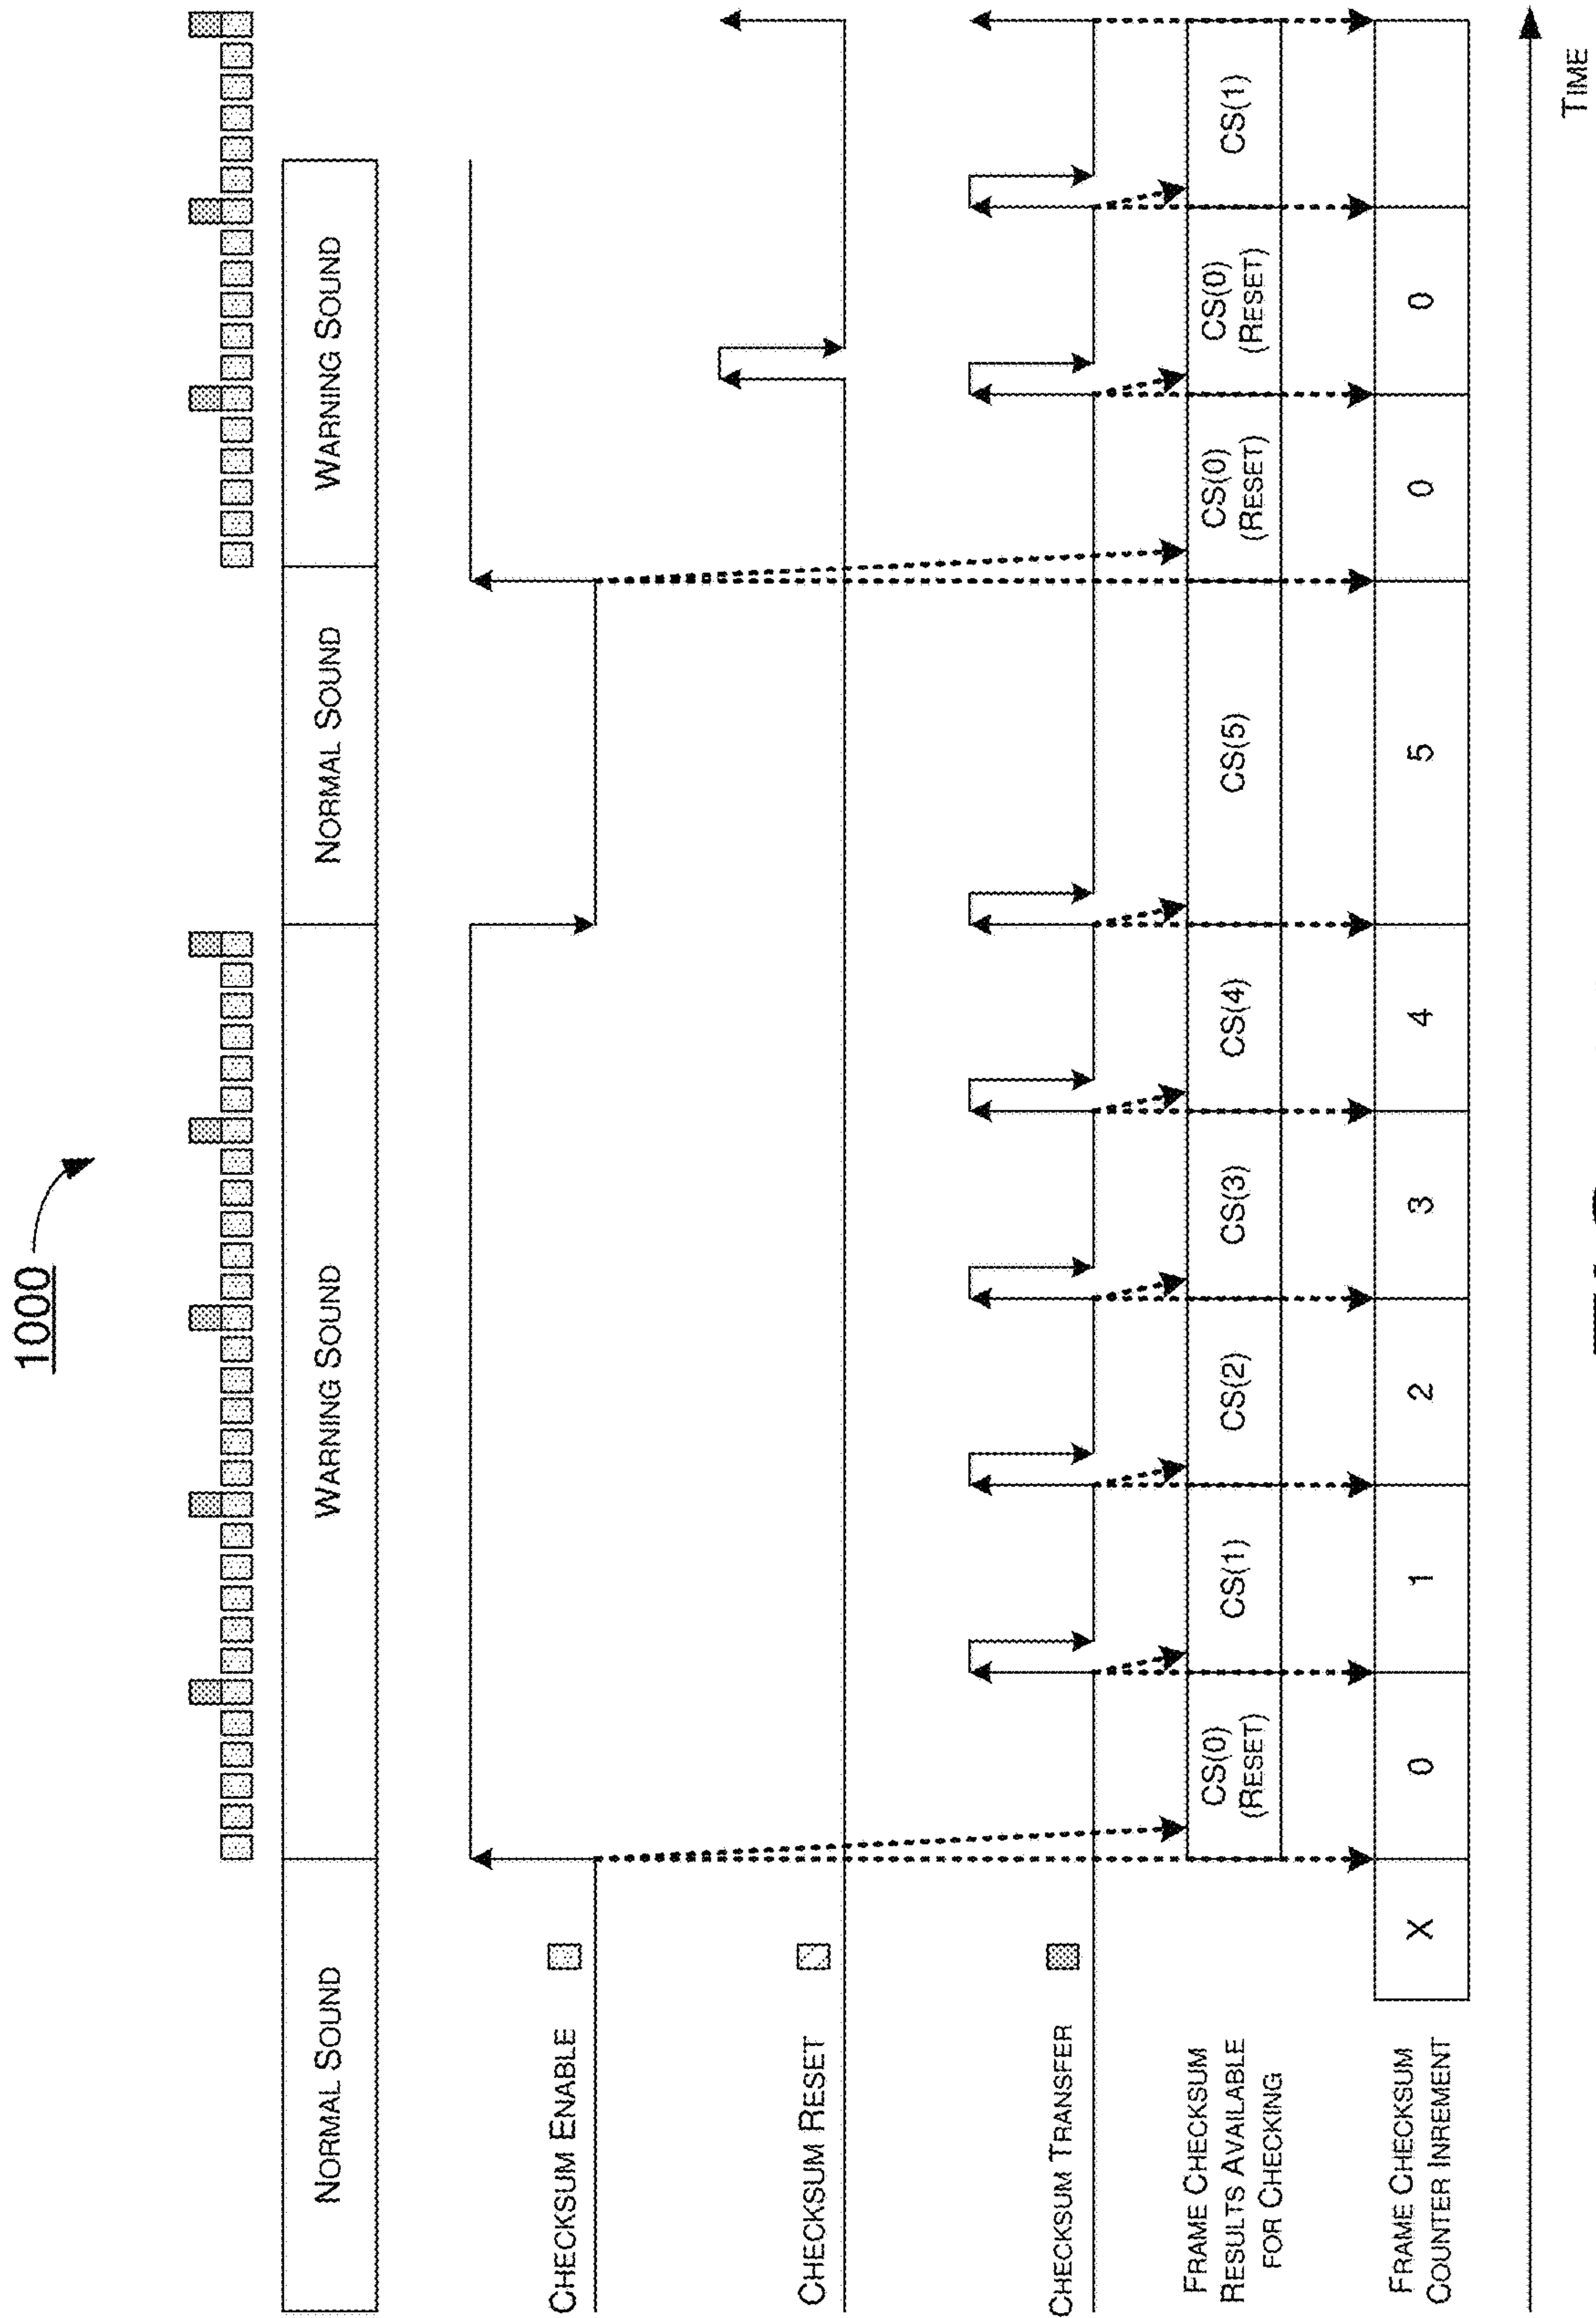 1000
NORMAL SOUND
WARNING SOUND
NORMAL SOUND
WARNING SOUND
CHECKSUM ENABLE
CHECKSUM RESET
CHECKSUM TRANSFER
FRAME CHECKSUM
RESULTS AVAILABLE
FOR CHECKING
CS(0)
(RESET)
CS(1)
CS(2)
CS(3)
CS(4)
CS(5)
CS(0)
(RESET)
CS(0)
(RESET)
CS(1)
FRAME CHECKSUM
COUNTER INREMENT
X
0
1
2
3
4
5
0
0
TIME